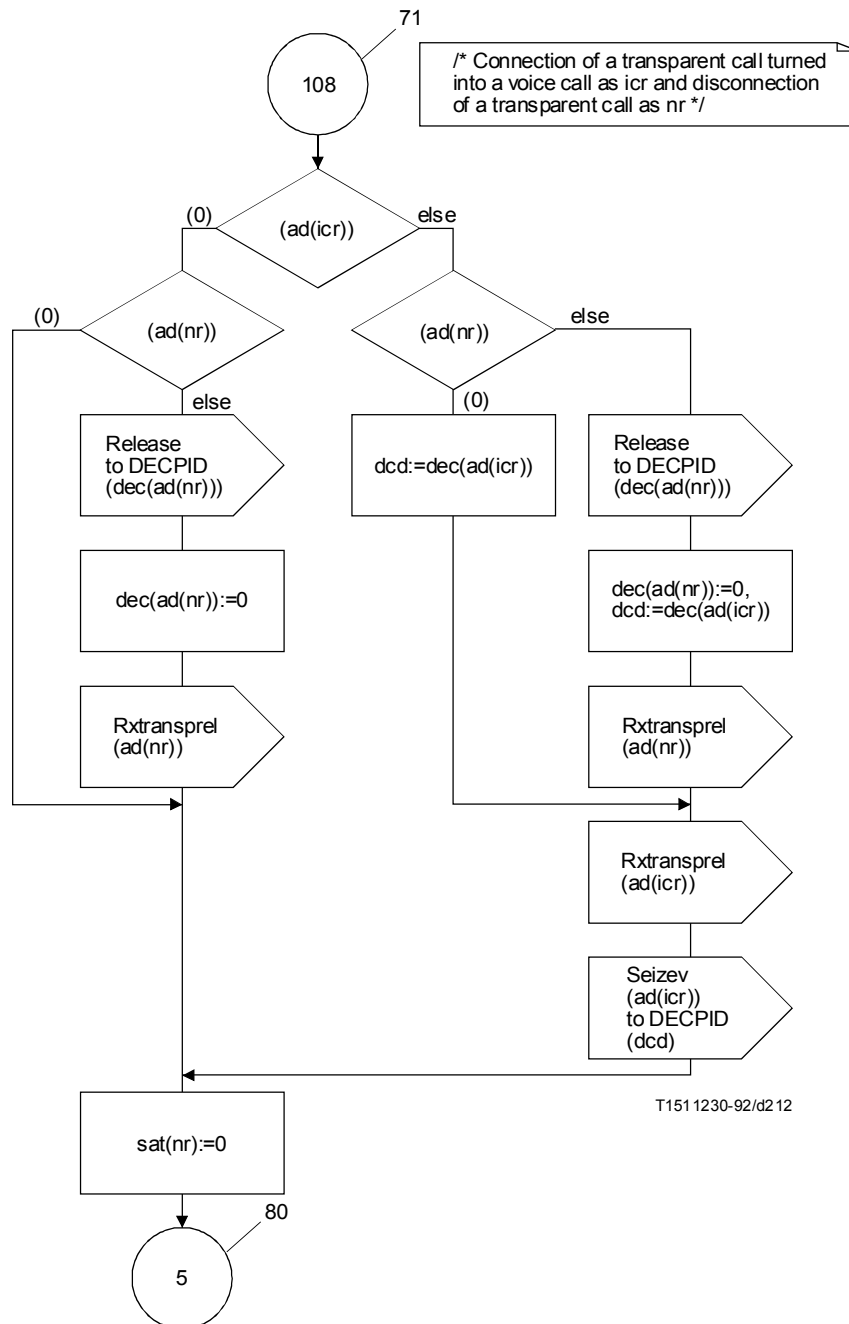 71
108
/* Connection of a transparent call turned
into a voice call as icr and disconnection
of a transparent call as nr */
(0)
(ad(icr))
else
(0)
(ad(nr))
else
(ad(nr))
else
(0)
Release
to DECPID
(dec(ad(nr)))
dcd:=dec(ad(icr))
Release
to DECPID
(dec(ad(nr)))
dec(ad(nr)):=0
dec(ad(nr)):=0,
dcd:=dec(ad(icr))
Rxtransprel
(ad(nr))
Rxtransprel
(ad(nr))
Rxtransprel
(ad(icr))
Seizev
(ad(icr))
to DECPID
(dcd)
T1511230-92/d212
sat(nr):=0
80
5